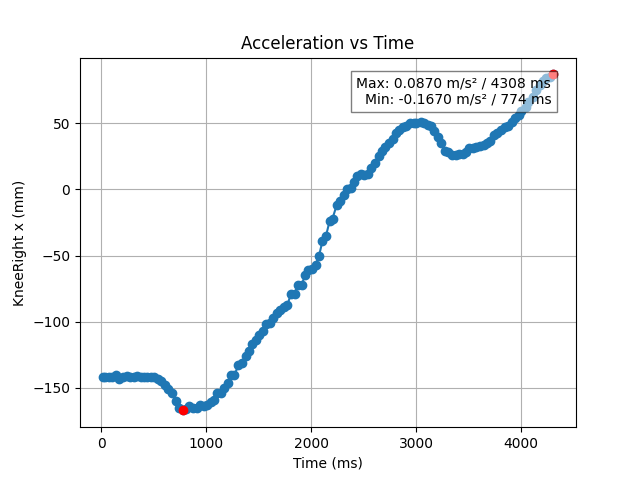 Acceleration vs Time
Max: 0.0870 m/s² / 4308 ms
Min: -0.1670 m/s² / 774 ms
KneeRight x (mm)
50
0
−50
−100
−150
0 1000 2000 3000 4000
Time (ms)